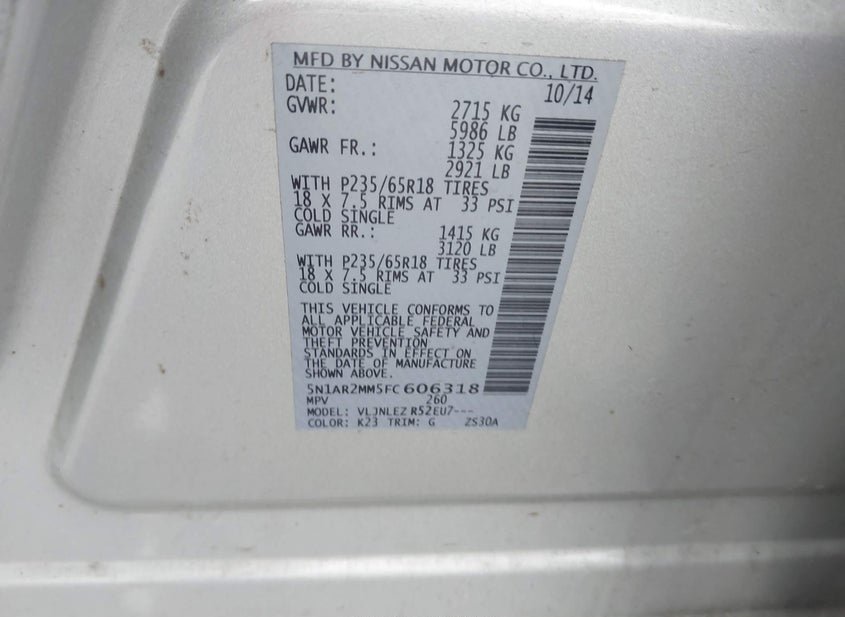 MFD BY NISSAN MOTOR CO., LTD.
DATE: 10/14
GVWR: 2715 KG
5986 LB
GAWR FR.: 1325 KG
2921 LB
WITH P235/65R18 TIRES
18 X 7.5 RIMS AT 33 PSI
COLD SINGLE
GAWR RR.: 1415 KG
3120 LB
WITH P235/65R18 TIRES
18 X 7.5 RIMS AT 33 PSI
COLD SINGLE
THIS VEHICLE CONFORMS TO
ALL APPLICABLE FEDERAL
MOTOR VEHICLE SAFETY AND
THEFT PREVENTION
STANDARDS IN EFFECT ON
THE DATE OF MANUFACTURE
SHOWN ABOVE.
5N1AR2MM5FC606318
MPV 260
MODEL: VLJNLEZ R52EU7---
COLOR: K23 TRIM: G ZS30A